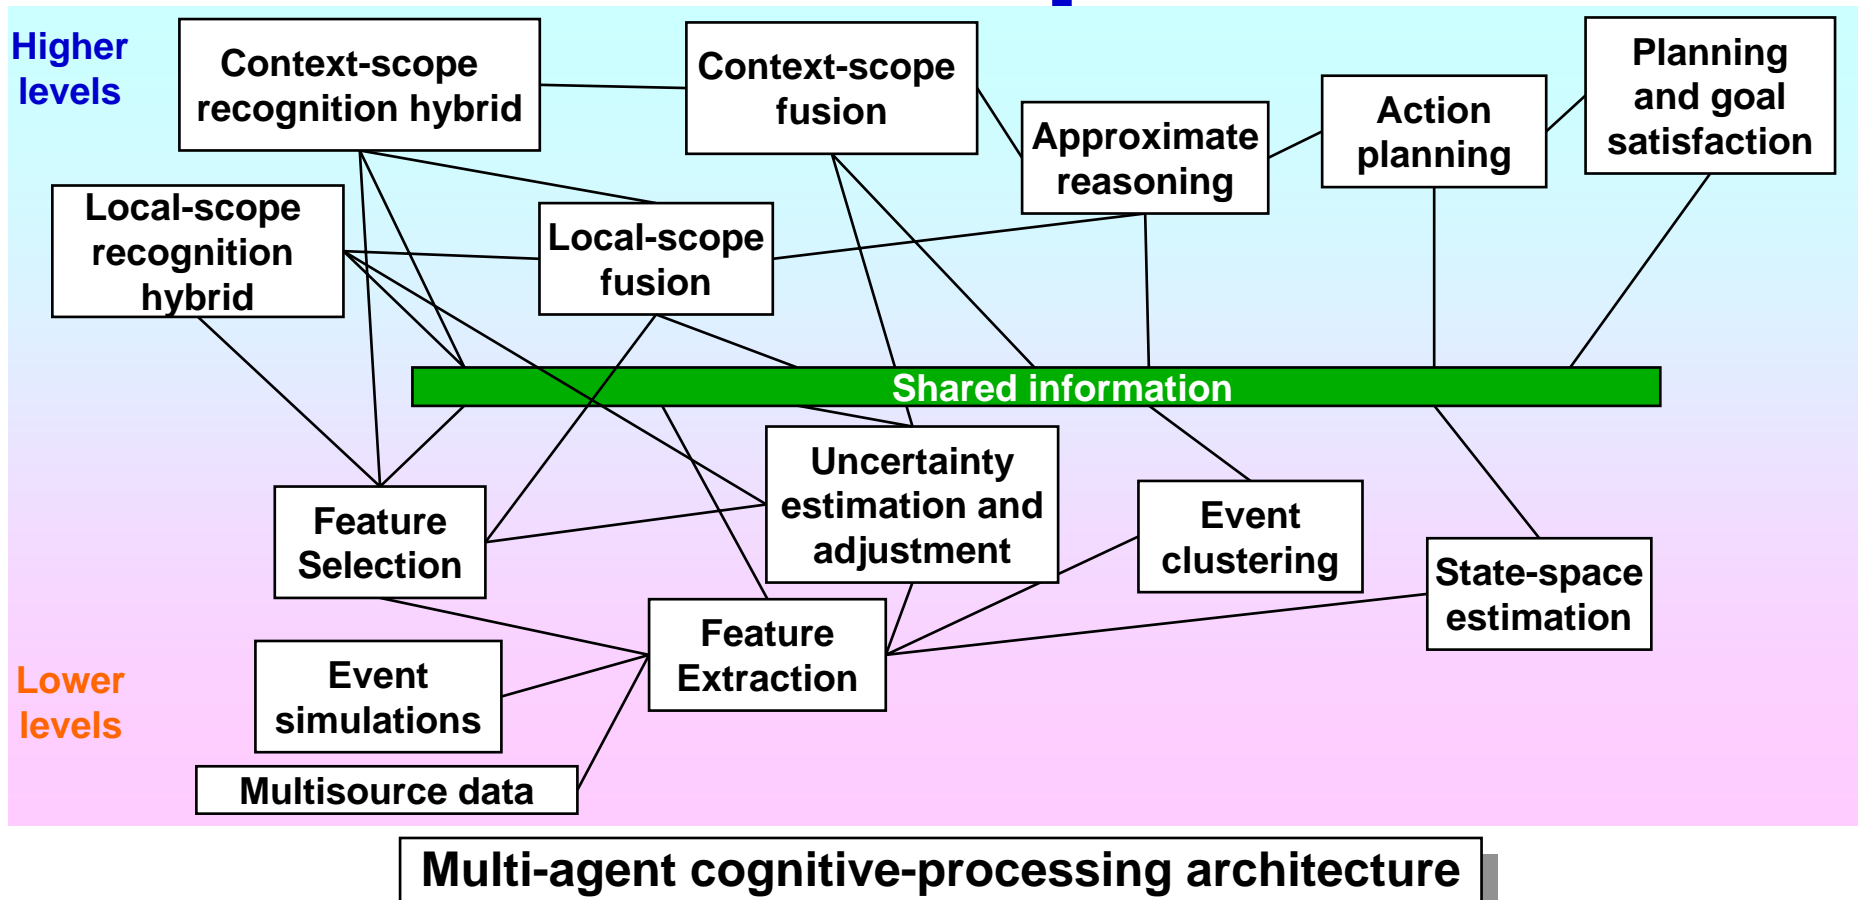 Higher
levels
Context-scope
recognition hybrid
Context-scope
fusion
Approximate
reasoning
Action
planning
Planning
and goal
satisfaction
Local-scope
recognition
hybrid
Local-scope
fusion
Shared information
Feature
Selection
Uncertainty
estimation and
adjustment
Event
clustering
State-space
estimation
Feature
Extraction
Lower
levels
Event
simulations
Multisource data
Multi-agent cognitive-processing architecture